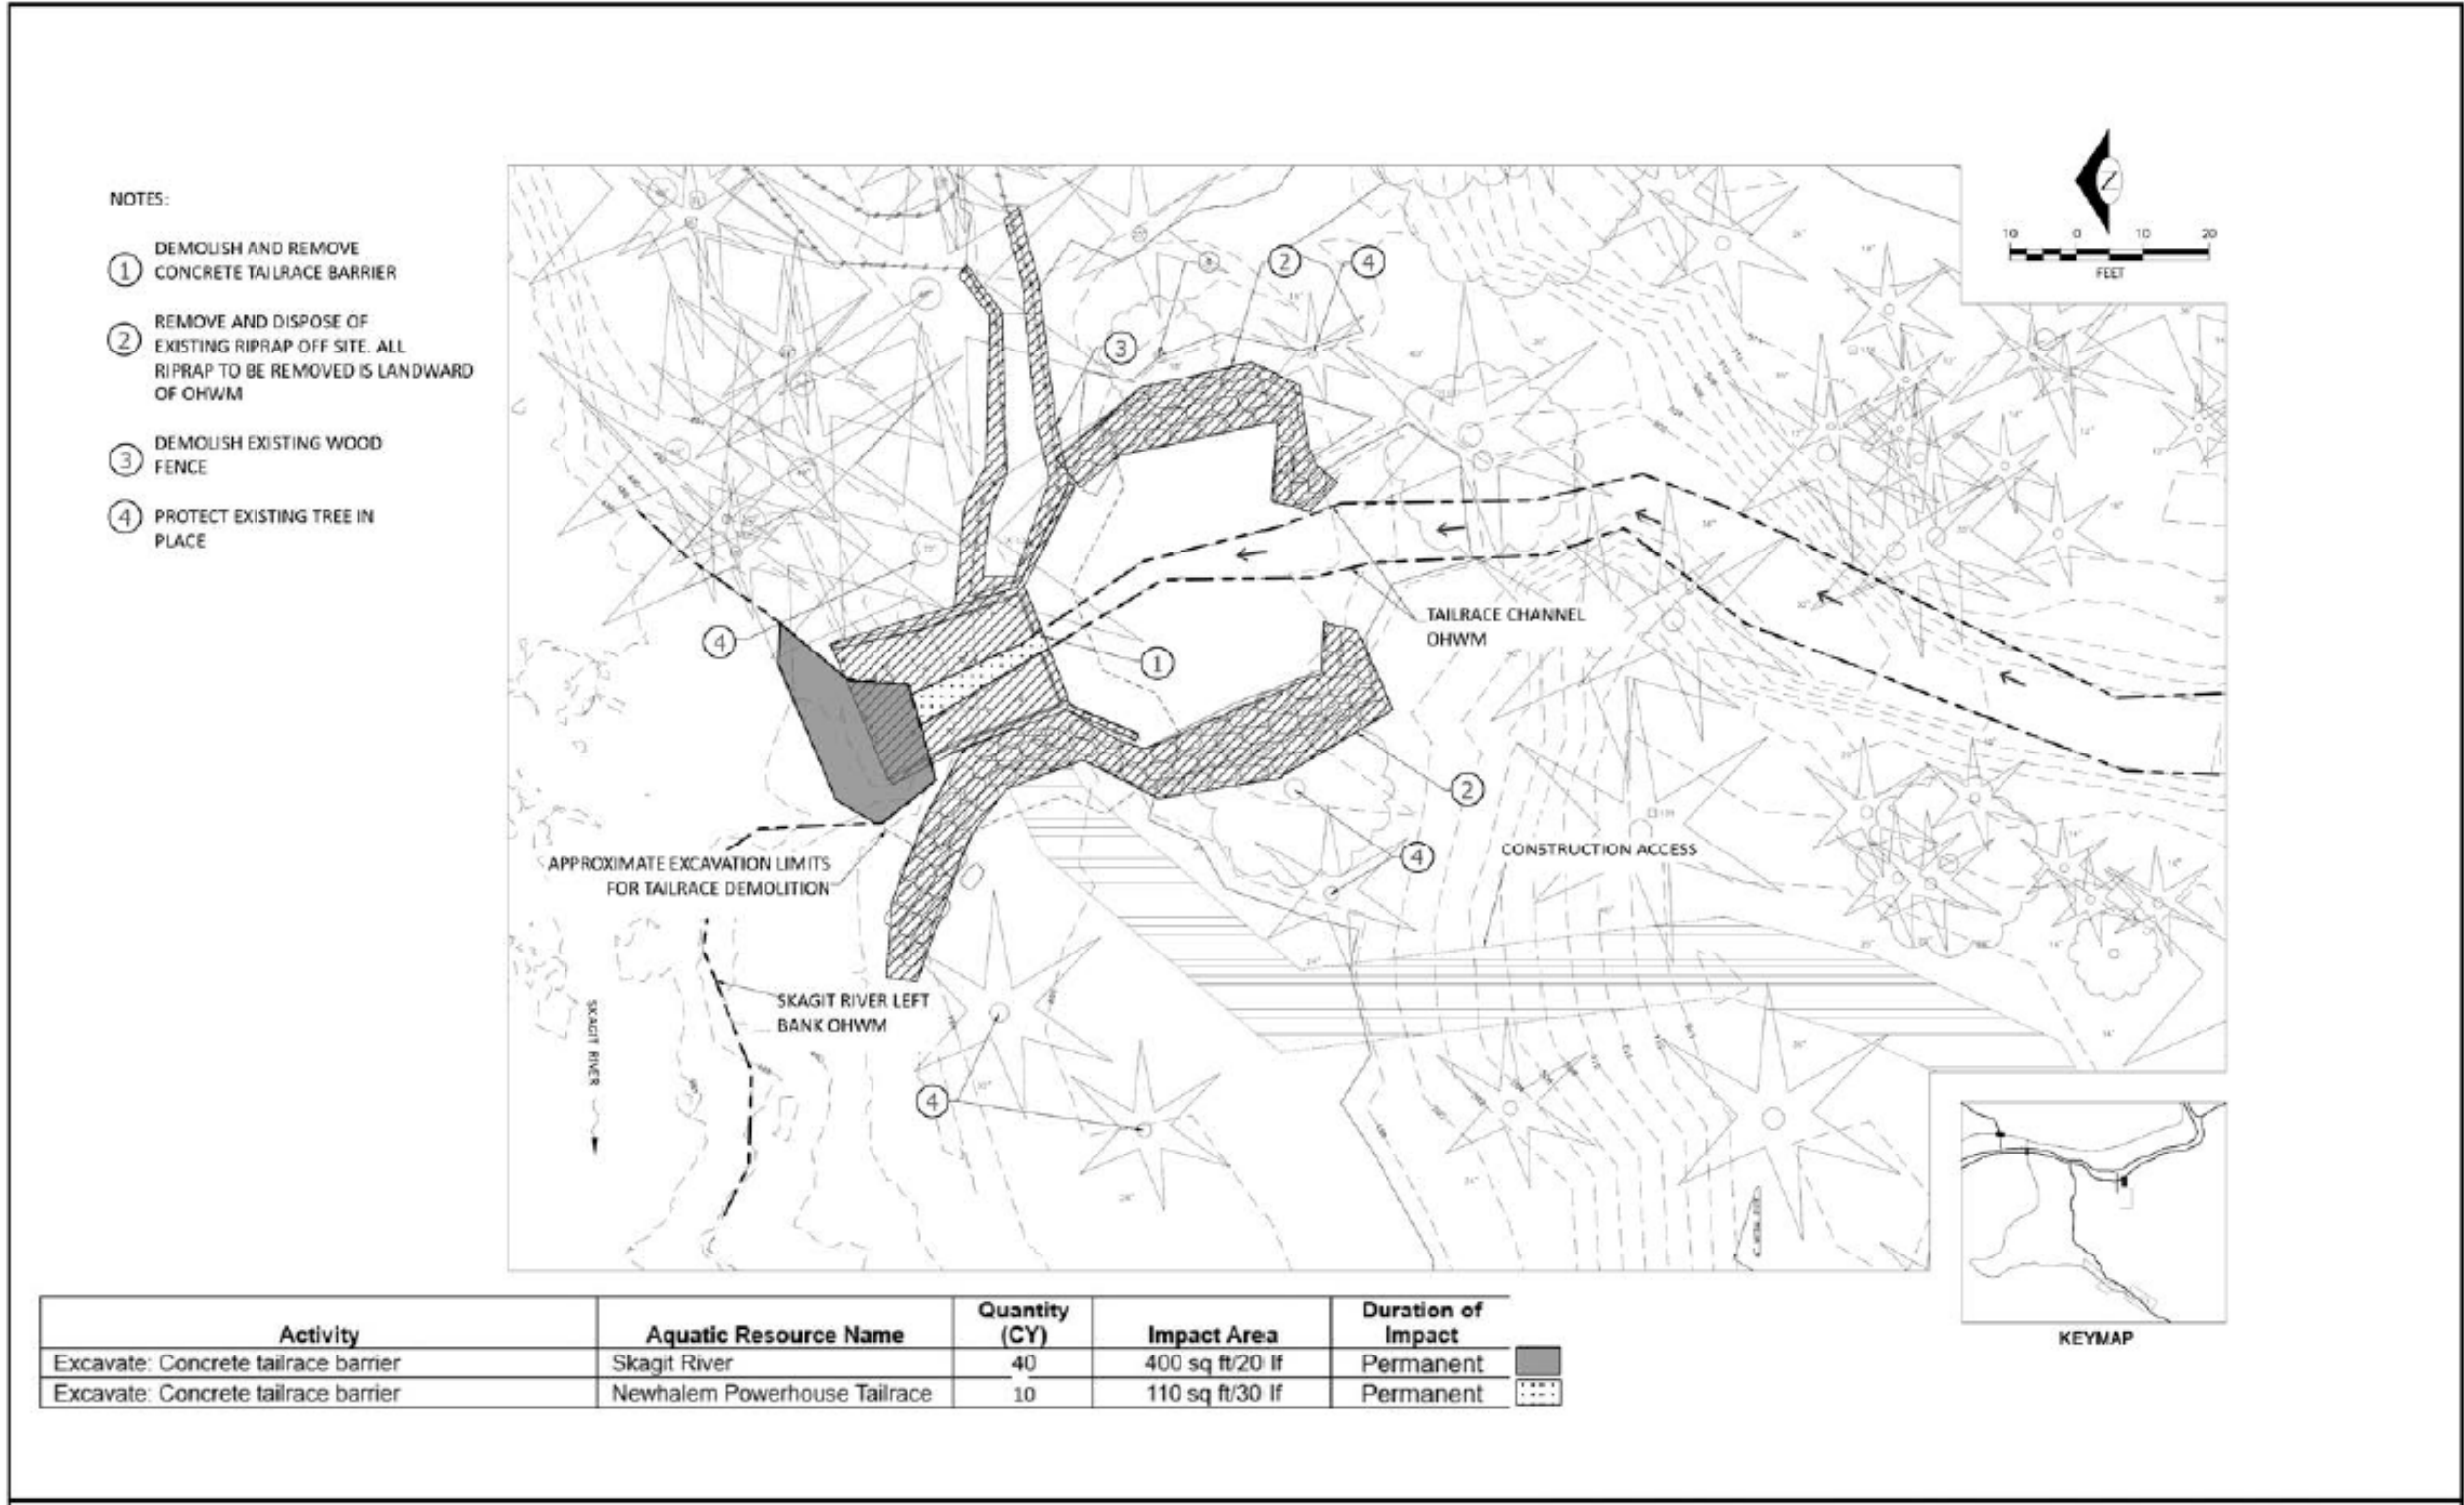 NOTES:
1 DEMOLISH AND REMOVE
CONCRETE TAILRACE BARRIER
2 REMOVE AND DISPOSE OF
EXISTING RIPRAP OFF SITE. ALL
RIPRAP TO BE REMOVED IS LANDWARD
OF OHWM
3 DEMOLISH EXISTING WOOD
FENCE
4 PROTECT EXISTING TREE IN
PLACE
N
10 0 10 20
FEET
2
4
3
4
1
TAILRACE CHANNEL
OHWM
2
4
CONSTRUCTION ACCESS
APPROXIMATE EXCAVATION LIMITS
FOR TAILRACE DEMOLITION
SKAGIT RIVER LEFT
BANK OHWM
SKAGIT RIVER
4
KEYMAP
Activity Aquatic Resource Name Quantity (CY) Impact Area Duration of Impact
Excavate: Concrete tailrace barrier Skagit River 40 400 sq ft/20 lf Permanent
Excavate: Concrete tailrace barrier Newhalem Powerhouse Tailrace 10 110 sq ft/30 lf Permanent